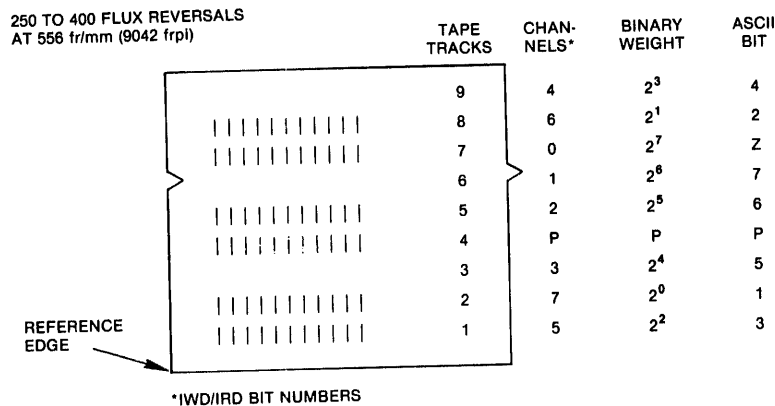 250 TO 400 FLUX REVERSALS
AT 556 fr/mm (9042 frpi)
TAPE CHAN- BINARY ASCII
TRACKS NELS* WEIGHT BIT
9 4 2³ 4
8 6 2¹ 2
7 0 2⁷ Z
6 1 2⁶ 7
5 2 2⁵ 6
4 P P P
3 3 2⁴ 5
2 7 2⁰ 1
1 5 2² 3
REFERENCE
EDGE
*IWD/IRD BIT NUMBERS